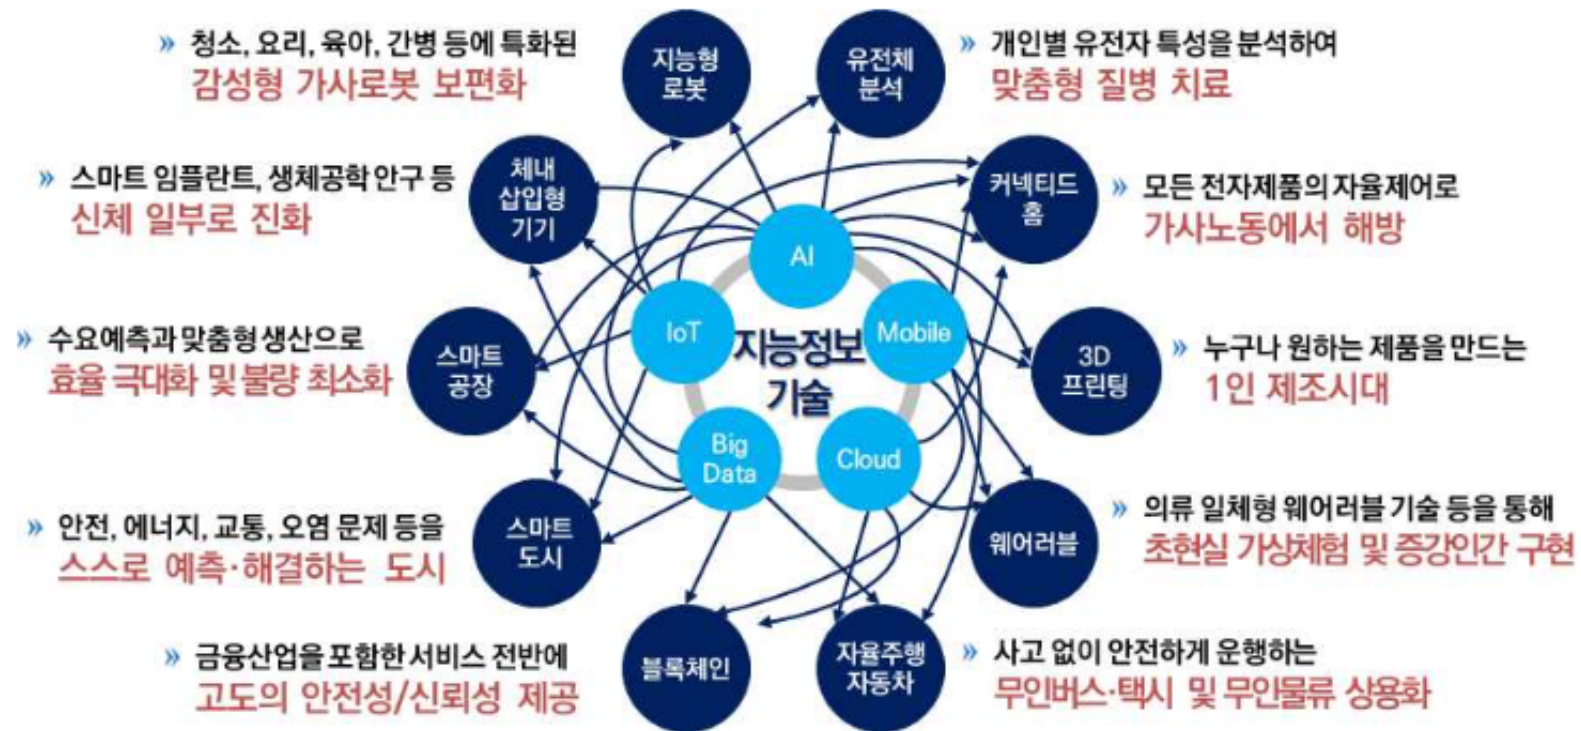 » 청소, 요리, 육아, 간병 등에 특화된
감성형 가사로봇 보편화
지능형
로봇
유전체
분석
» 개인별 유전자 특성을 분석하여
맞춤형 질병 치료
» 스마트 임플란트, 생체공학 안구 등
신체 일부로 진화
체내
삽입형
기기
커넥티드
홈
» 모든 전자제품의 자율제어로
가사노동에서 해방
AI
IoT
Mobile
지능정보
기술
Big
Data
Cloud
» 수요예측과 맞춤형 생산으로
효율 극대화 및 불량 최소화
스마트
공장
3D
프린팅
» 누구나 원하는 제품을 만드는
1인 제조시대
» 안전, 에너지, 교통, 오염 문제 등을
스스로 예측·해결하는 도시
스마트
도시
웨어러블
» 의류 일체형 웨어러블 기술 등을 통해
초현실 가상체험 및 증강인간 구현
» 금융산업을 포함한 서비스 전반에
고도의 안전성/신뢰성 제공
블록체인
자율주행
자동차
» 사고 없이 안전하게 운행하는
무인버스·택시 및 무인물류 상용화